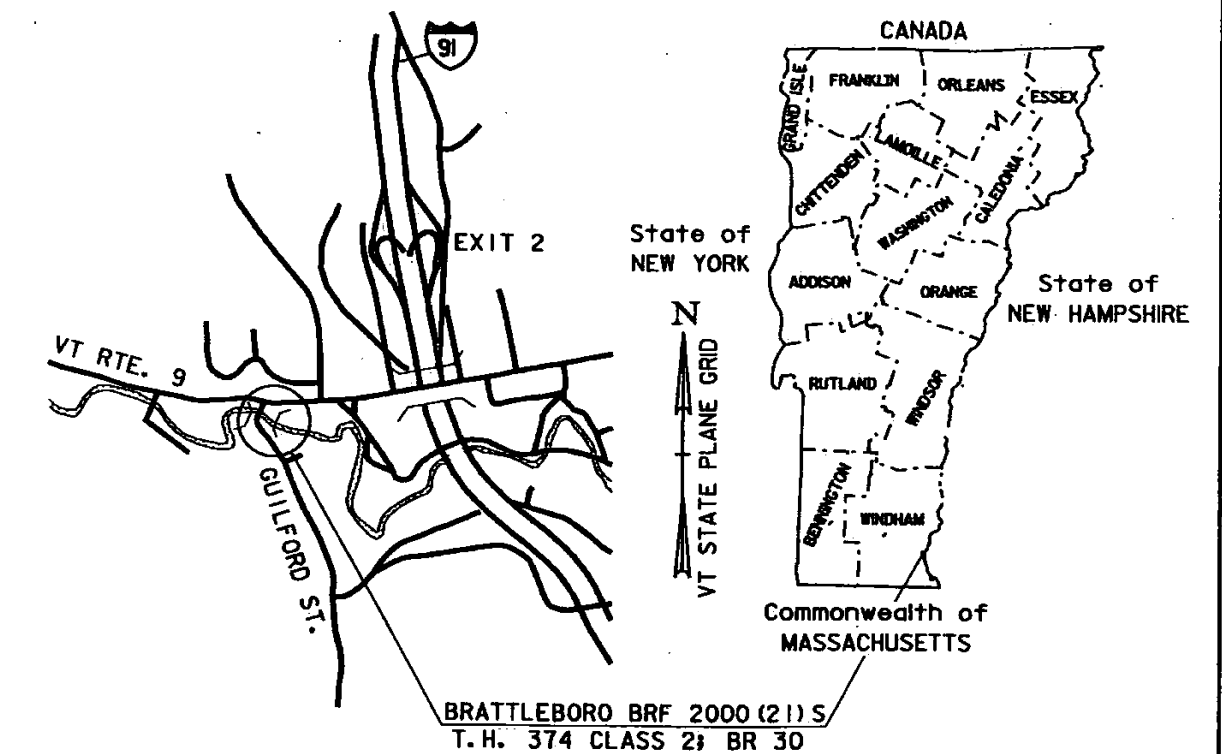 91
EXIT 2
VT RTE. 9
GUILFORD ST.
CANADA
GRAND ISLE
FRANKLIN
ORLEANS
ESSEX
LAMOILLE
CHITTENDEN
CALEDONIA
WASHINGTON
State of
NEW YORK
ADDISON
ORANGE
State of
NEW HAMPSHIRE
N
VT STATE PLANE GRID
RUTLAND
WINDSOR
BENNINGTON
WINDHAM
Commonwealth of
MASSACHUSETTS
BRATTLEBORO BRF 2000 (21) S
T.H. 374 CLASS 2; BR 30